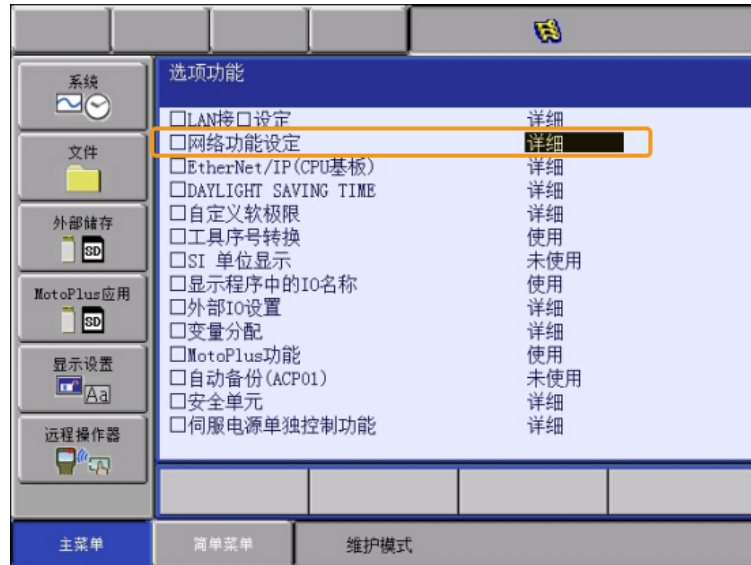 系统
文件
外部储存
SD
MotoPlus应用
SD
显示设置
Aa
远程操作器
选项功能
□LAN接口设定 详细
□网络功能设定 详细
□EtherNet/IP(CPU基板) 详细
□DAYLIGHT SAVING TIME 详细
□自定义软极限 详细
□工具序号转换 使用
□SI 单位显示 未使用
□显示程序中的IO名称 使用
□外部IO设置 详细
□变量分配 详细
□MotoPlus功能 使用
□自动备份(ACP01) 未使用
□安全单元 详细
□伺服电源单独控制功能 详细
主菜单 简单菜单 维护模式